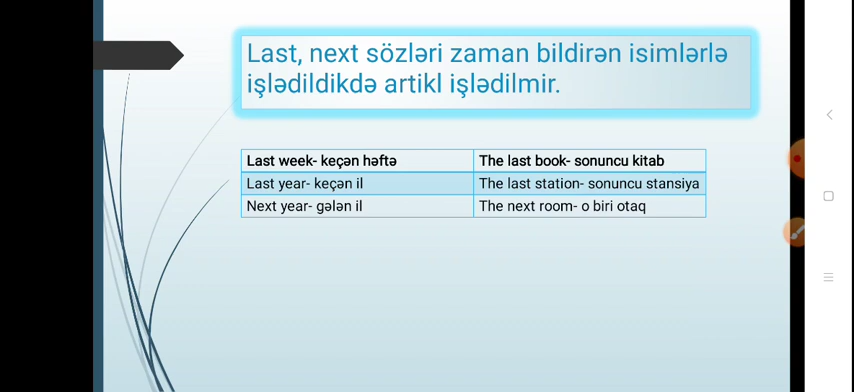 Last, next sözləri zaman bildirən isimlərlə
işlədildikdə artikl işlədilmir.
Last week- keçən həftə The last book- sonuncu kitab
Last year- keçən il The last station- sonuncu stansiya
Next year- gələn il The next room- o biri otaq